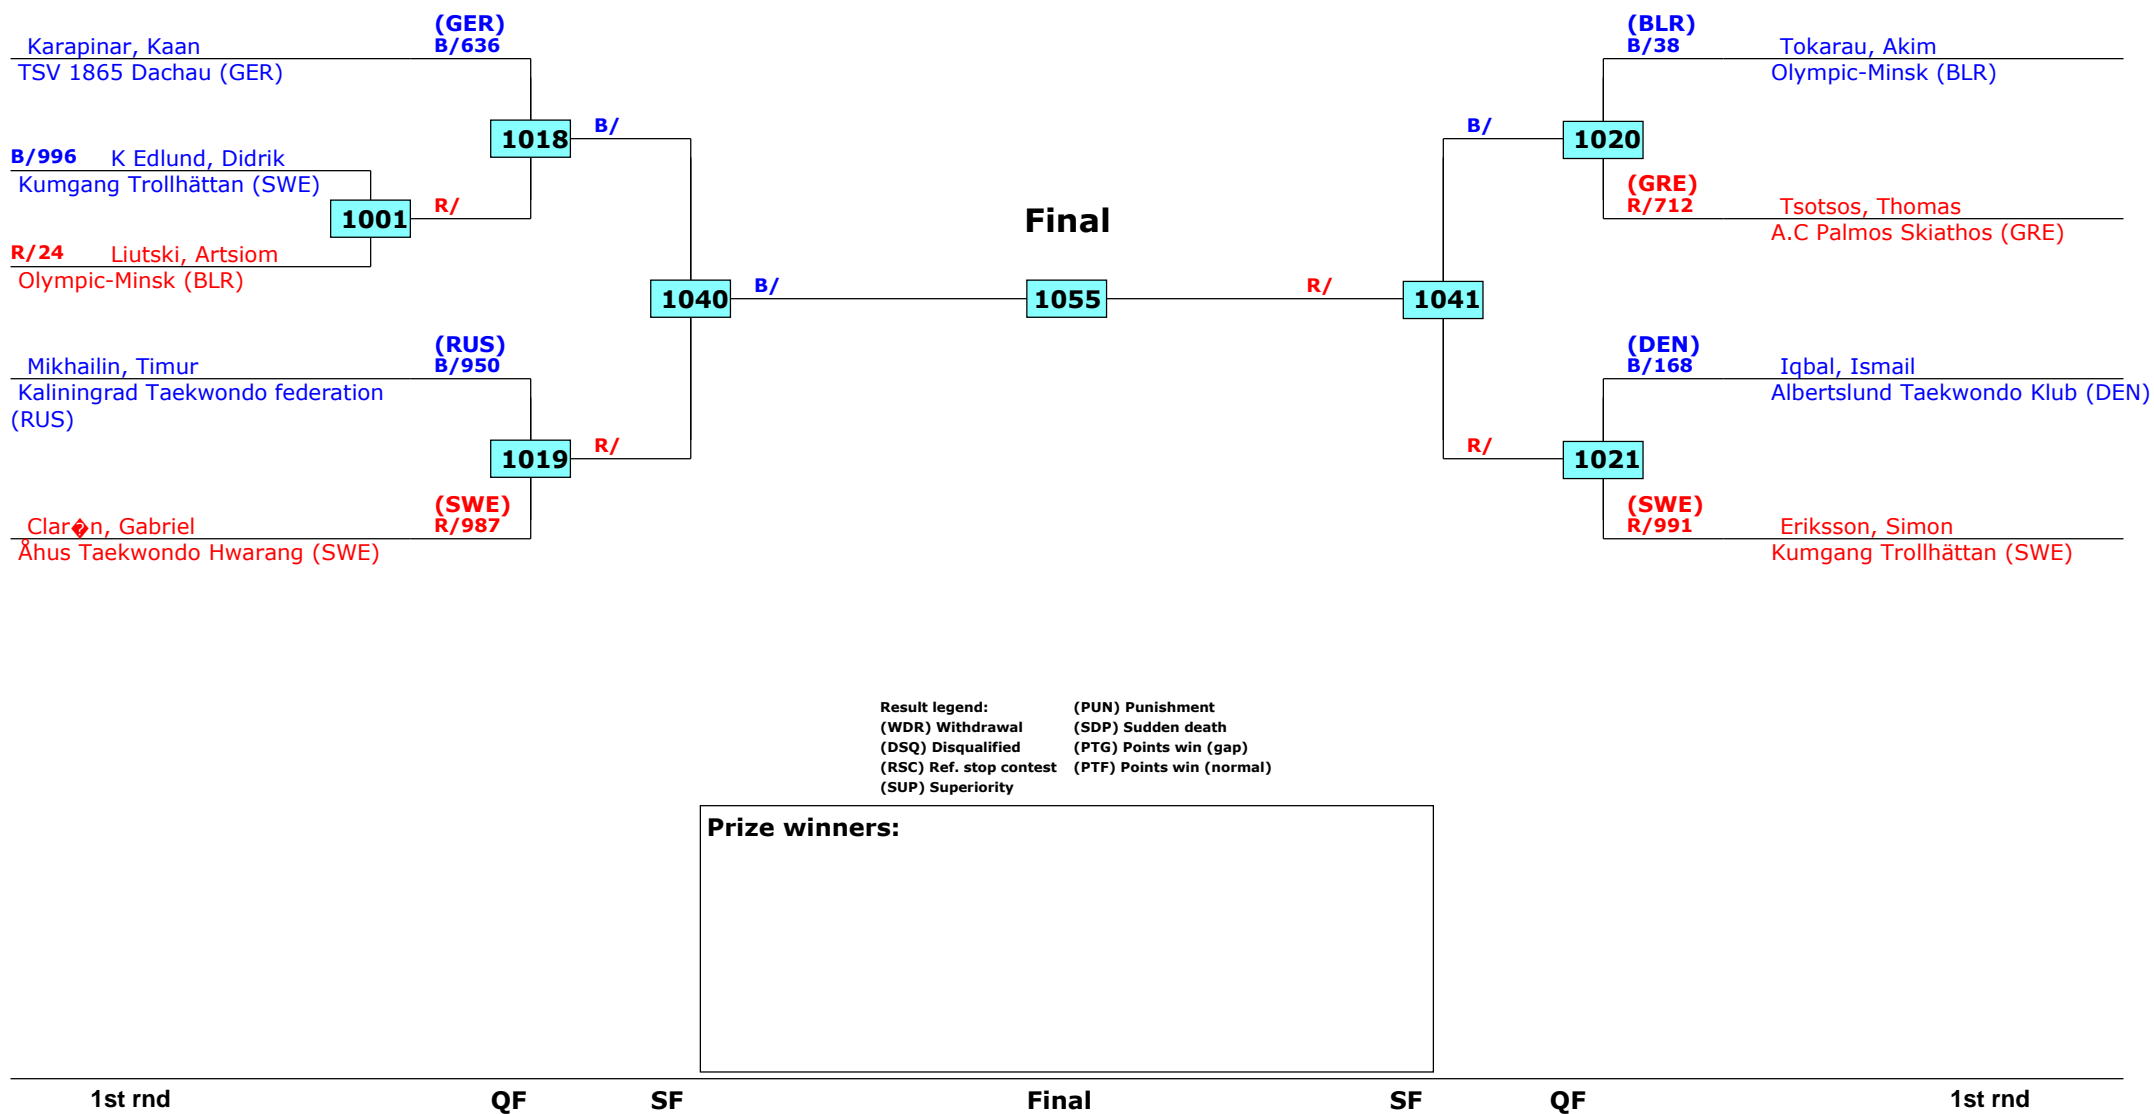 (GER)
B/636
Karapinar, Kaan
TSV 1865 Dachau (GER)
1018
B/
B/996 K Edlund, Didrik
Kumgang Trollhättan (SWE)
1001
R/
R/24 Liutski, Artsiom
Olympic-Minsk (BLR)
1040
B/
(RUS)
B/950
Mikhailin, Timur
Kaliningrad Taekwondo federation
(RUS)
1019
R/
(SWE)
R/987
Clar�n, Gabriel
Åhus Taekwondo Hwarang (SWE)
Final
1055
(BLR)
B/38
Tokarau, Akim
Olympic-Minsk (BLR)
B/
1020
(GRE)
R/712
Tsotsos, Thomas
A.C Palmos Skiathos (GRE)
R/
1041
(DEN)
B/168
Iqbal, Ismail
Albertslund Taekwondo Klub (DEN)
R/
1021
(SWE)
R/991
Eriksson, Simon
Kumgang Trollhättan (SWE)
Result legend:
(WDR) Withdrawal
(DSQ) Disqualified
(RSC) Ref. stop contest
(SUP) Superiority
(PUN) Punishment
(SDP) Sudden death
(PTG) Points win (gap)
(PTF) Points win (normal)
Prize winners:
1st rnd QF SF Final SF QF 1st rnd